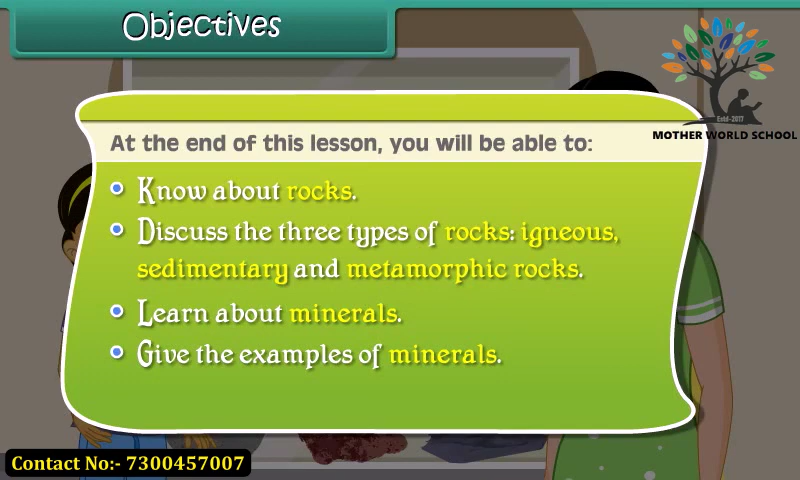 Objectives
Estd-2017
MOTHER WORLD SCHOOL
At the end of this lesson, you will be able to:
Know about rocks.
Discuss the three types of rocks: igneous,
sedimentary and metamorphic rocks.
Learn about minerals.
Give the examples of minerals.
Contact No:- 7300457007